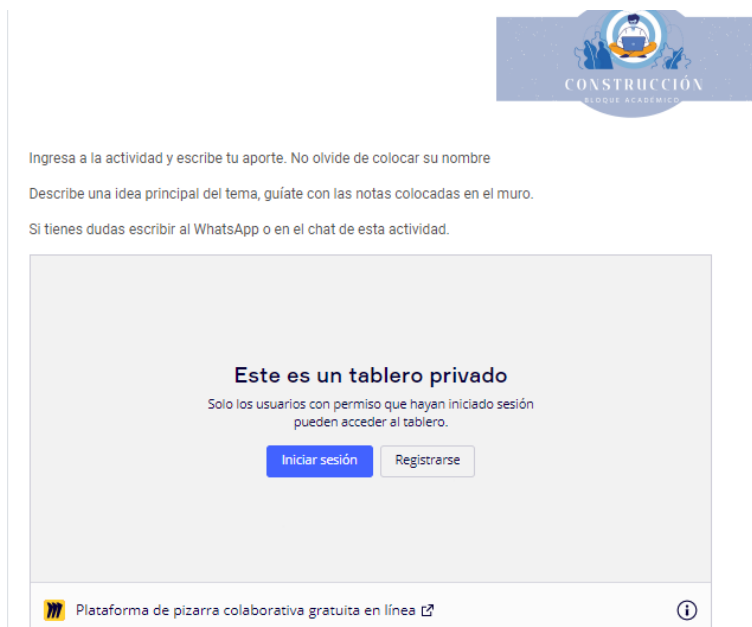 CONSTRUCCIÓN
BLOQUE ACADÉMICO
Ingresa a la actividad y escribe tu aporte. No olvide de colocar su nombre
Describe una idea principal del tema, guíate con las notas colocadas en el muro.
Si tienes dudas escribir al WhatsApp o en el chat de esta actividad.
Este es un tablero privado
Solo los usuarios con permiso que hayan iniciado sesión
pueden acceder al tablero.
Iniciar sesión
Registrarse
Plataforma de pizarra colaborativa gratuita en línea